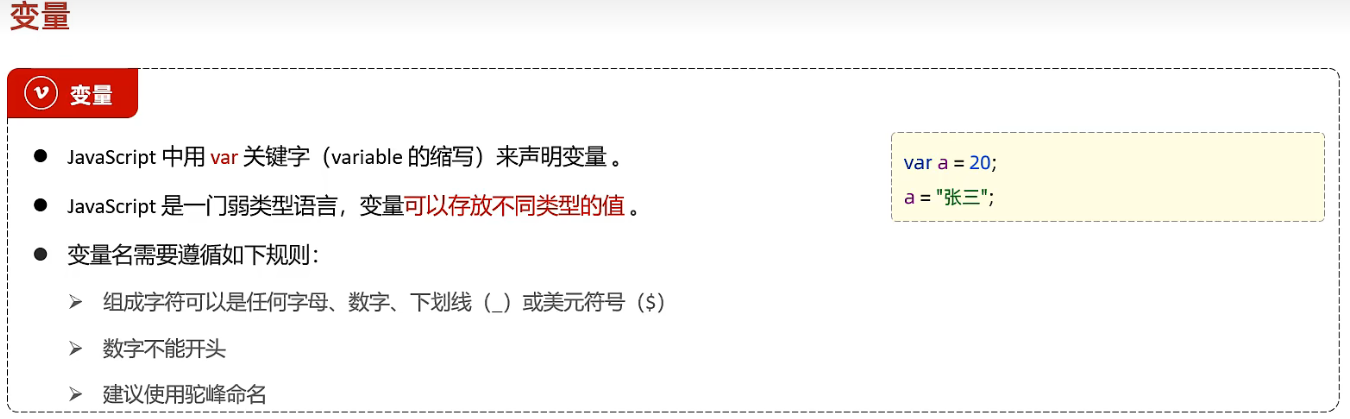 变量
变量
JavaScript 中用 var 关键字（variable 的缩写）来声明变量 。
JavaScript 是一门弱类型语言，变量可以存放不同类型的值 。
变量名需要遵循如下规则：
组成字符可以是任何字母、数字、下划线（_）或美元符号（$）
数字不能开头
建议使用驼峰命名
var a = 20;
a = "张三";